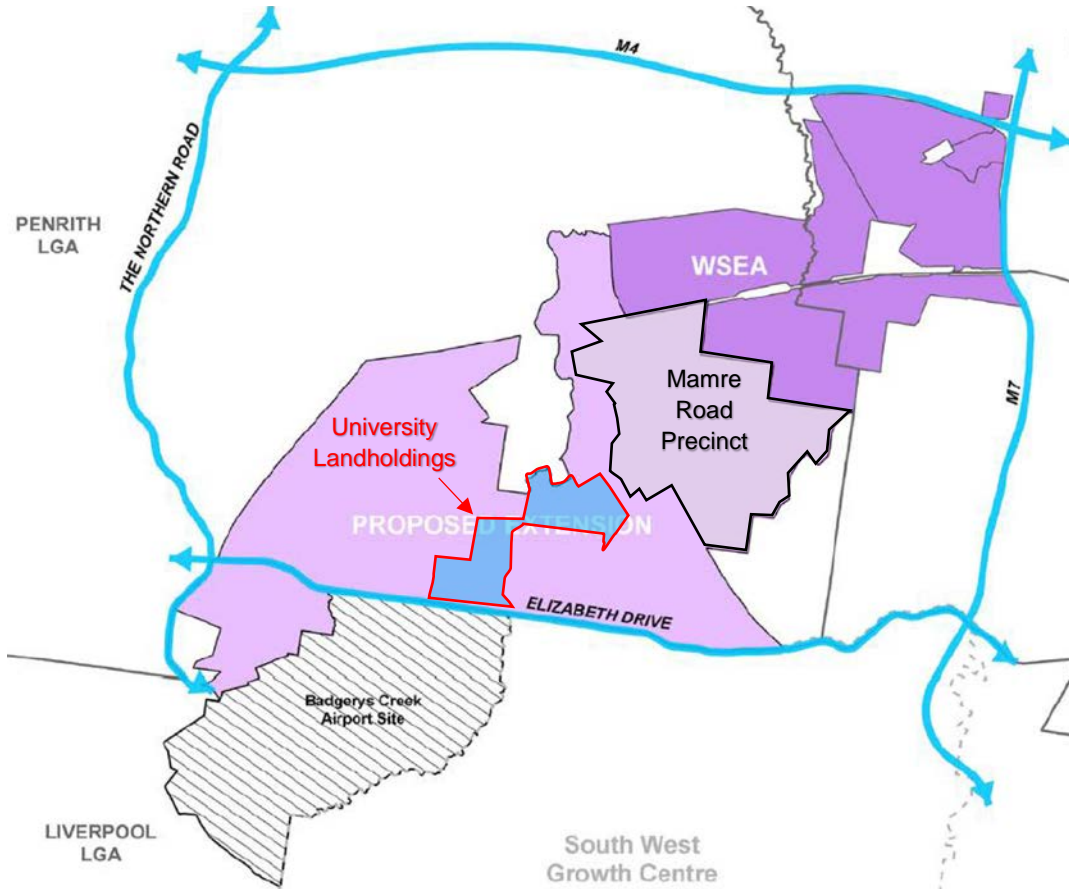 M4
THE NORTHERN ROAD
PENRITH
LGA
WSEA
Mamre
Road
Precinct
M7
University
Landholdings
PROPOSED EXTENSION
ELIZABETH DRIVE
Badgerys Creek
Airport Site
LIVERPOOL
LGA
South West
Growth Centre